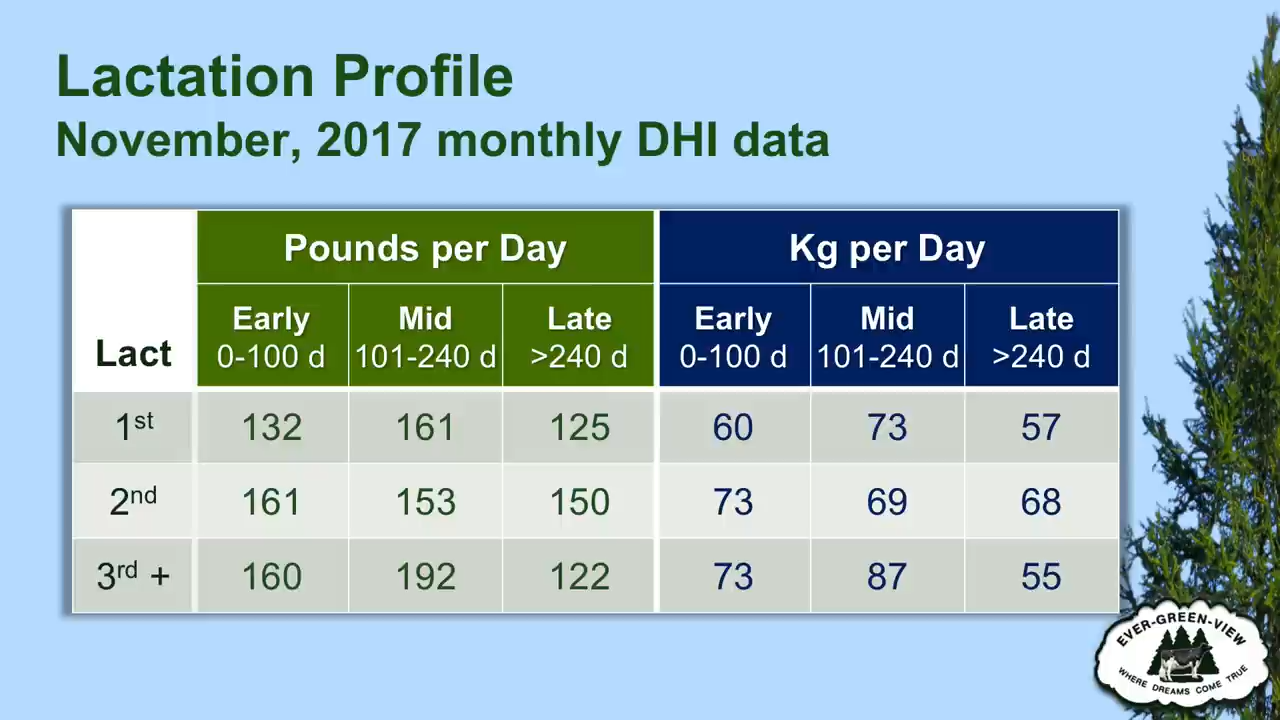 Lactation Profile
November, 2017 monthly DHI data
Pounds per Day Kg per Day
Lact Early 0-100 d Mid 101-240 d Late >240 d Early 0-100 d Mid 101-240 d Late >240 d
1st 132 161 125 60 73 57
2nd 161 153 150 73 69 68
3rd + 160 192 122 73 87 55
EVER-GREEN-VIEW
WHERE DREAMS COME TRUE